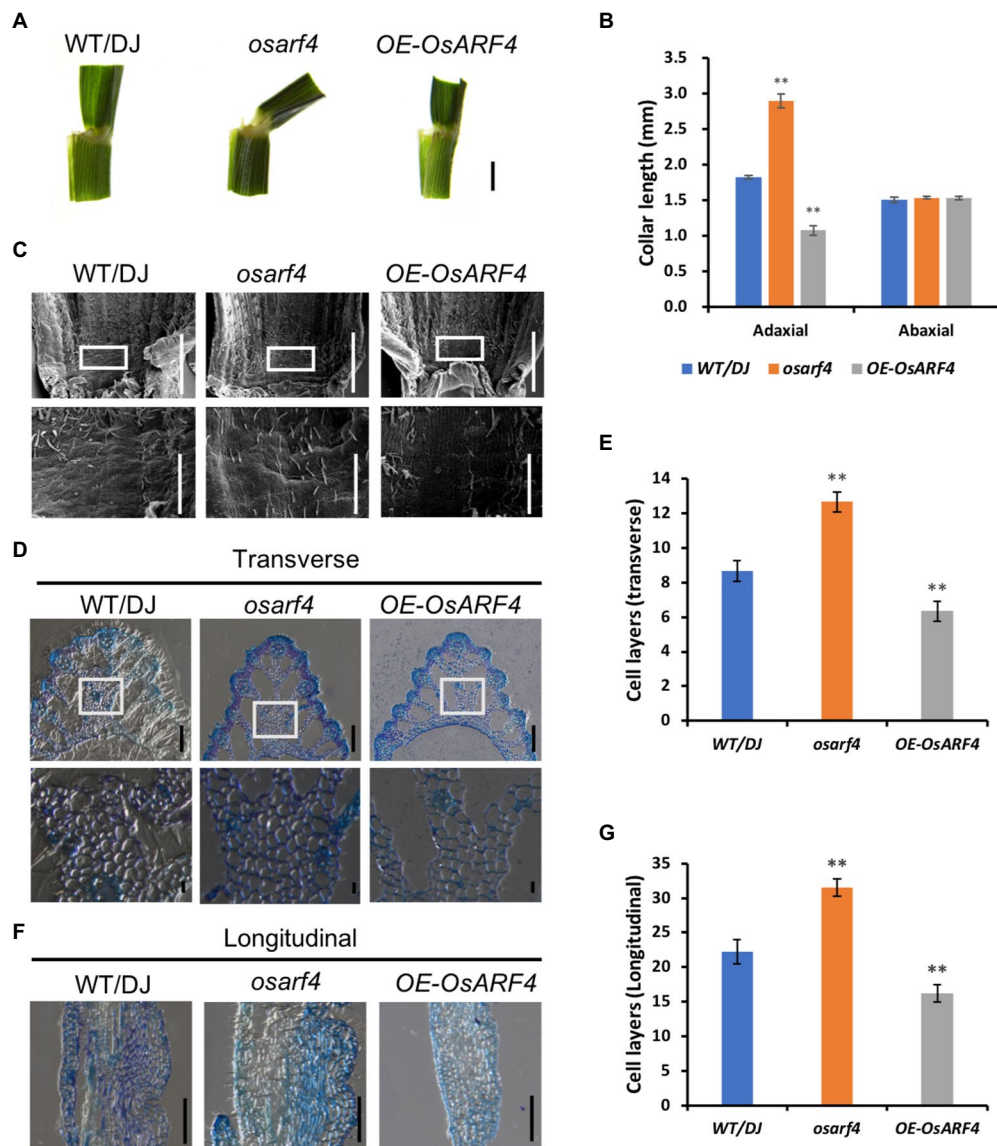 A
WT/DJ
osarf4
OE-OsARF4
B
3.5
3.0
2.5
2.0
1.5
1.0
0.5
0.0
Collar length (mm)
**
**
Adaxial
Abaxial
WT/DJ
osarf4
OE-OsARF4
C
WT/DJ
osarf4
OE-OsARF4
D
Transverse
WT/DJ
osarf4
OE-OsARF4
E
14
12
10
8
6
4
2
0
Cell layers (transverse)
**
**
WT/DJ
osarf4
OE-OsARF4
F
Longitudinal
WT/DJ
osarf4
OE-OsARF4
G
35
30
25
20
15
10
5
0
Cell layers (Longitudinal)
**
**
WT/DJ
osarf4
OE-OsARF4